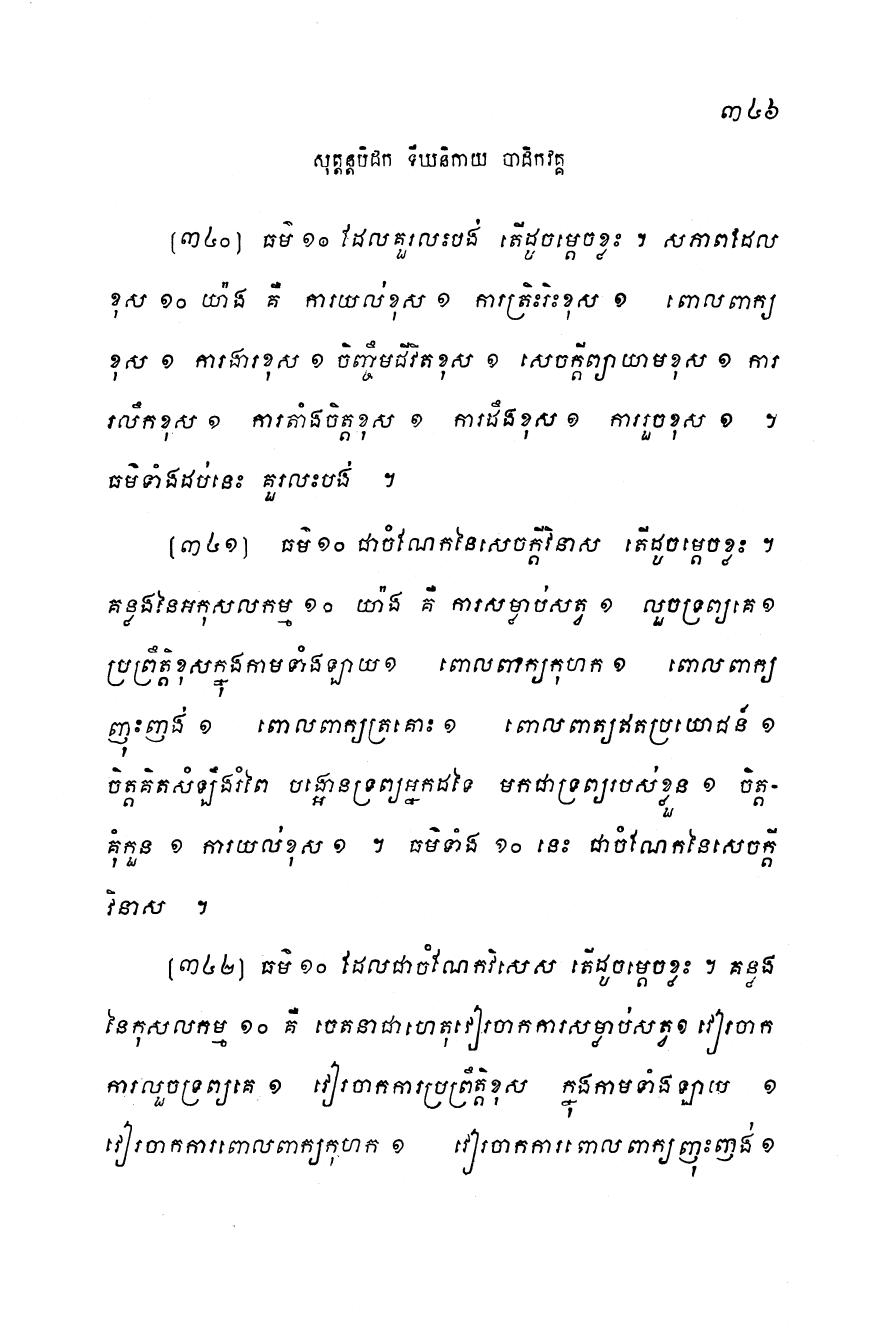 ៣៤៦
សុត្តន្តបិដក ទីឃនិកាយ បាដិកវគ្គ
(៣៤០) ធម៌ ១០ ដែលគួរលះបង់ តើដូចម្តេចខ្លះ ។ សភាពដែល
ខុស ១០ យ៉ាង គឺ ការយល់ខុស ១ ការត្រិះរិះខុស ១ ពោលពាក្យ
ខុស ១ ការងារខុស ១ ចិញ្ចឹមជីវិតខុស ១ សេចក្តីព្យាយាមខុស ១ ការ
រលឹកខុស ១ ការតាំងចិត្តខុស ១ ការដឹងខុស ១ ការរួចខុស ១ ។
ធម៌ទាំងដប់នេះ គួរលះបង់ ។
(៣៤១) ធម៌ ១០ ជាចំណែកនៃសេចក្តីវិនាស តើដូចម្តេចខ្លះ ។
គន្លងនៃអកុសលកម្ម ១០ យ៉ាង គឺ ការសម្លាប់សត្វ ១ លួចទ្រព្យគេ ១
ប្រព្រឹត្តិខុសក្នុងកាមទាំងឡាយ ១ ពោលពាក្យកុហក ១ ពោលពាក្យ
ញុះញង់ ១ ពោលពាក្យត្រគោះ ១ ពោលពាត្យឥតប្រយោជន៍ ១
ចិត្តគិតសំឡឹងរំពៃ បង្អោនទ្រព្យអ្នកដទៃ មកជាទ្រព្យរបស់ខ្លួន ១ ចិត្ត-
គុំកួន ១ ការយល់ខុស ១ ។ ធម៌ទាំង ១០ នេះ ជាចំណែកនៃសេចក្តី
វិនាស ។
(៣៤២) ធម៌ ១០ ដែលជាចំណែកវិសេស តើដូចម្តេចខ្លះ ។ គន្លង
នៃកុសលកម្ម ១០ គឺ ចេតនាជាហេតុវៀរចាកការសម្លាប់សត្វ ១ វៀរចាក
ការលួចទ្រព្យគេ ១ វៀរចាកការប្រព្រឹត្តិខុស ក្នុងកាមទាំងឡាយ ១
វៀរចាកការពោលពាក្យកុហក ១ វៀរចាកការពោលពាក្យញុះញង់ ១